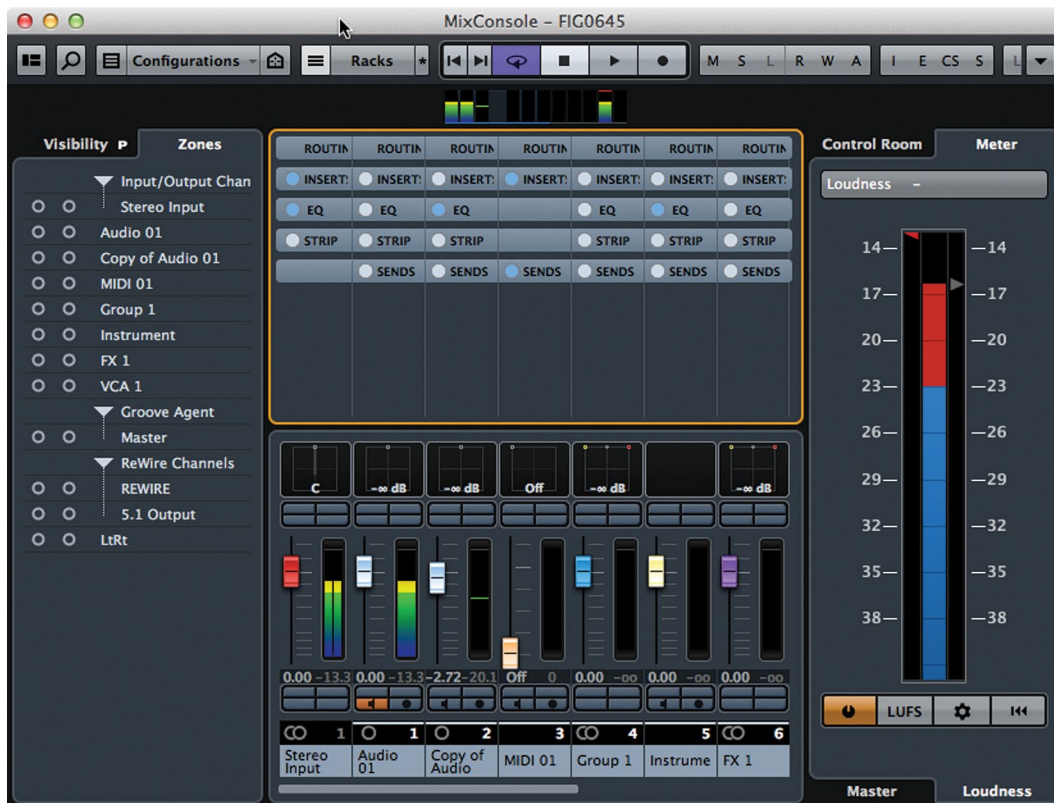 MixConsole – FIG0645
Configurations Racks * M S L R W A I E CS S L
Visibility P Zones
Input/Output Chan
Stereo Input
Audio 01
Copy of Audio 01
MIDI 01
Group 1
Instrument
FX 1
VCA 1
Groove Agent
Master
ReWire Channels
REWIRE
5.1 Output
LtRt
ROUTIN ROUTIN ROUTIN ROUTIN ROUTIN ROUTIN ROUTIN
INSERT: INSERT: INSERT: INSERT: INSERT: INSERT: INSERT:
EQ EQ EQ EQ EQ EQ
STRIP STRIP STRIP STRIP STRIP STRIP
SENDS SENDS SENDS SENDS SENDS SENDS
C -∞ dB -∞ dB Off -∞ dB -∞ dB
0.00 -13.3 0.00 -13.3 -2.72 -20.1 Off 0 0.00 -oo 0.00 -oo 0.00 -oo
1 1 2 3 4 5 6
Stereo Input Audio 01 Copy of Audio MIDI 01 Group 1 Instrume FX 1
Control Room Meter
Loudness –
14 -14
17 -17
20 -20
23 -23
26 -26
29 -29
32 -32
35 -35
38 -38
LUFS
Master Loudness